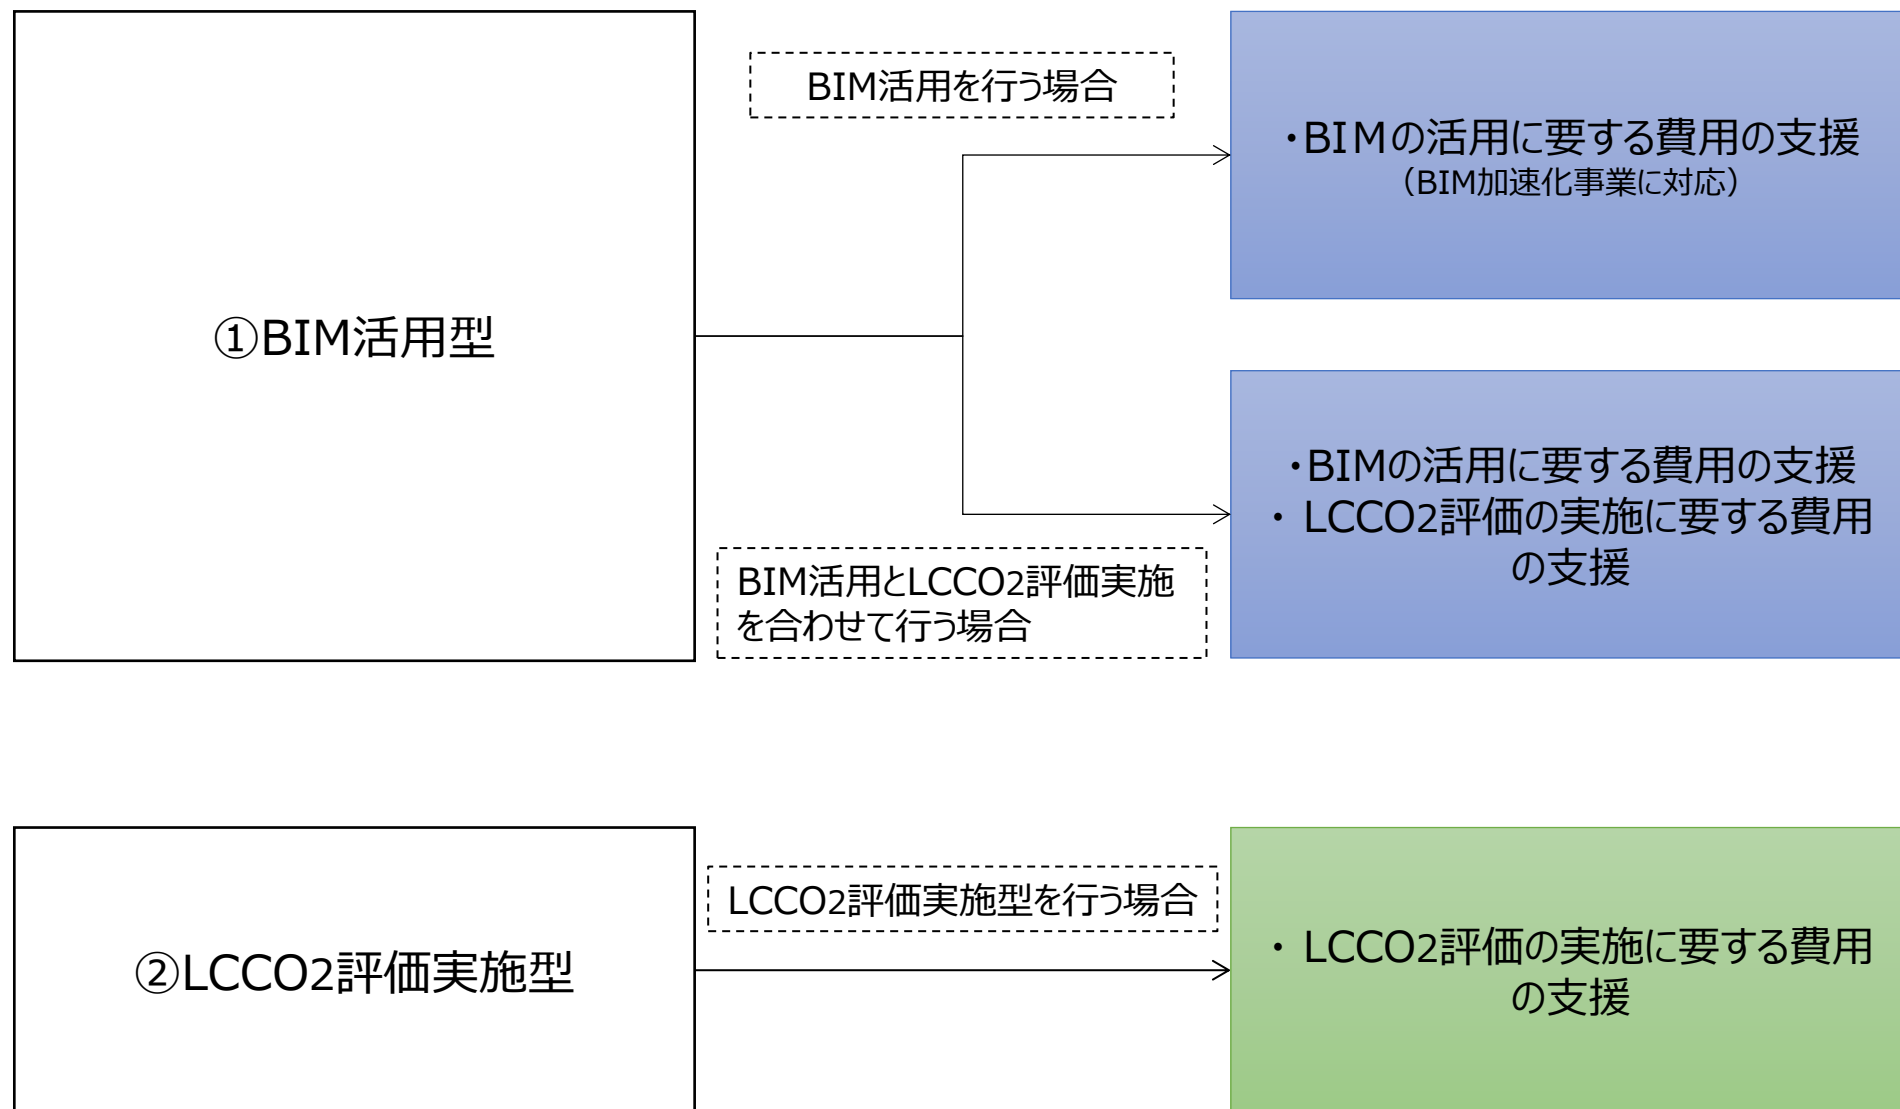 ①BIM活用型
BIM活用を行う場合
・BIMの活用に要する費用の支援
（BIM加速化事業に対応）
BIM活用とLCCO2評価実施
を合わせて行う場合
・BIMの活用に要する費用の支援
・ LCCO2評価の実施に要する費用
の支援
②LCCO2評価実施型
LCCO2評価実施型を行う場合
・ LCCO2評価の実施に要する費用
の支援